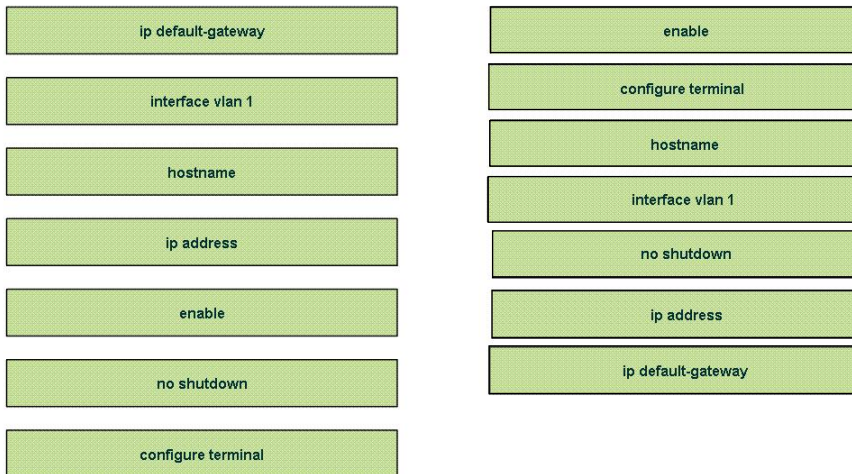 ip default-gateway
interface vlan 1
hostname
ip address
enable
no shutdown
configure terminal
enable
configure terminal
hostname
interface vlan 1
no shutdown
ip address
ip default-gateway